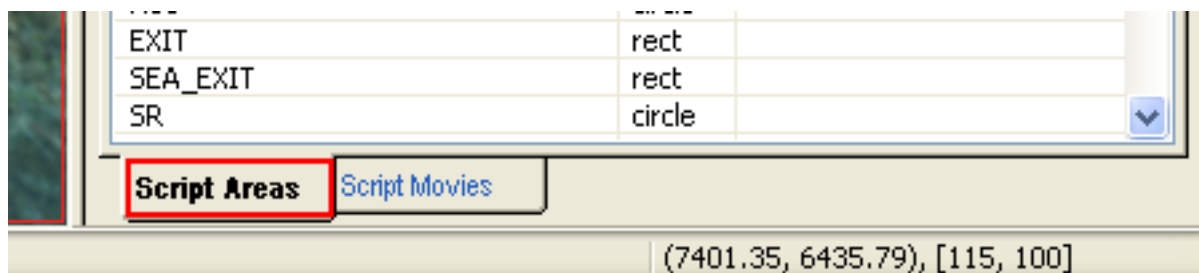 EXIT rect
SEA_EXIT rect
SR circle
Script Areas Script Movies
(7401.35, 6435.79), [115, 100]